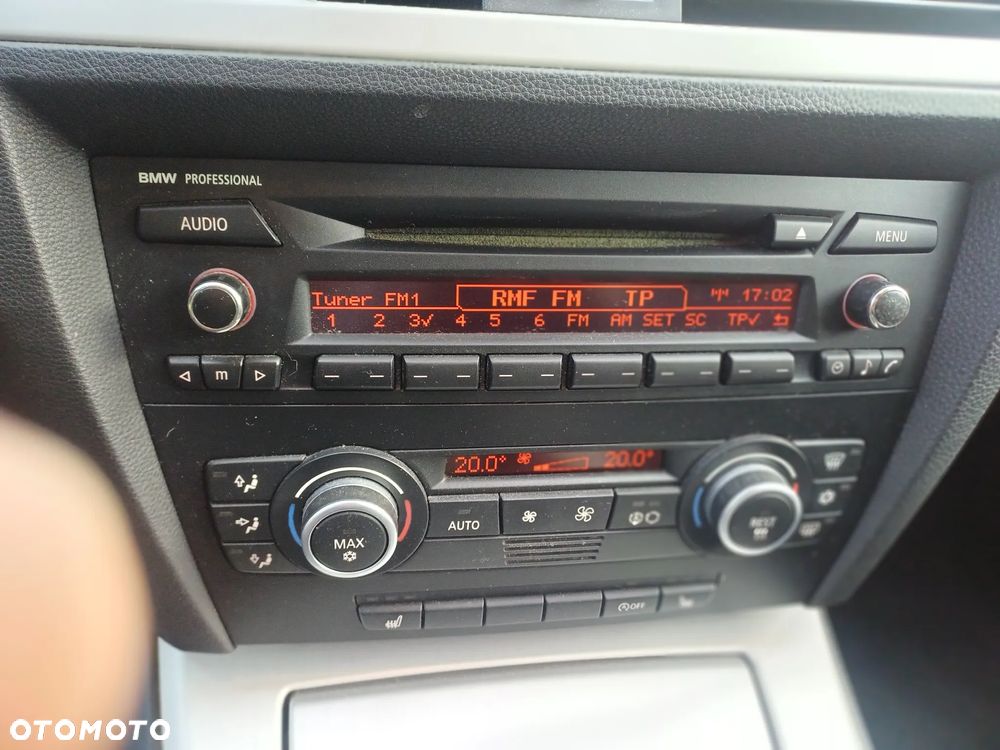 BMW PROFESSIONAL
AUDIO
MENU
Tuner FM1 RMF FM TP 17:02
1 2 3✓ 4 5 6 FM AM SET SC TP✓
m
20.0° 20.0°
AUTO
MAX
REST
OFF
OTOMOTO